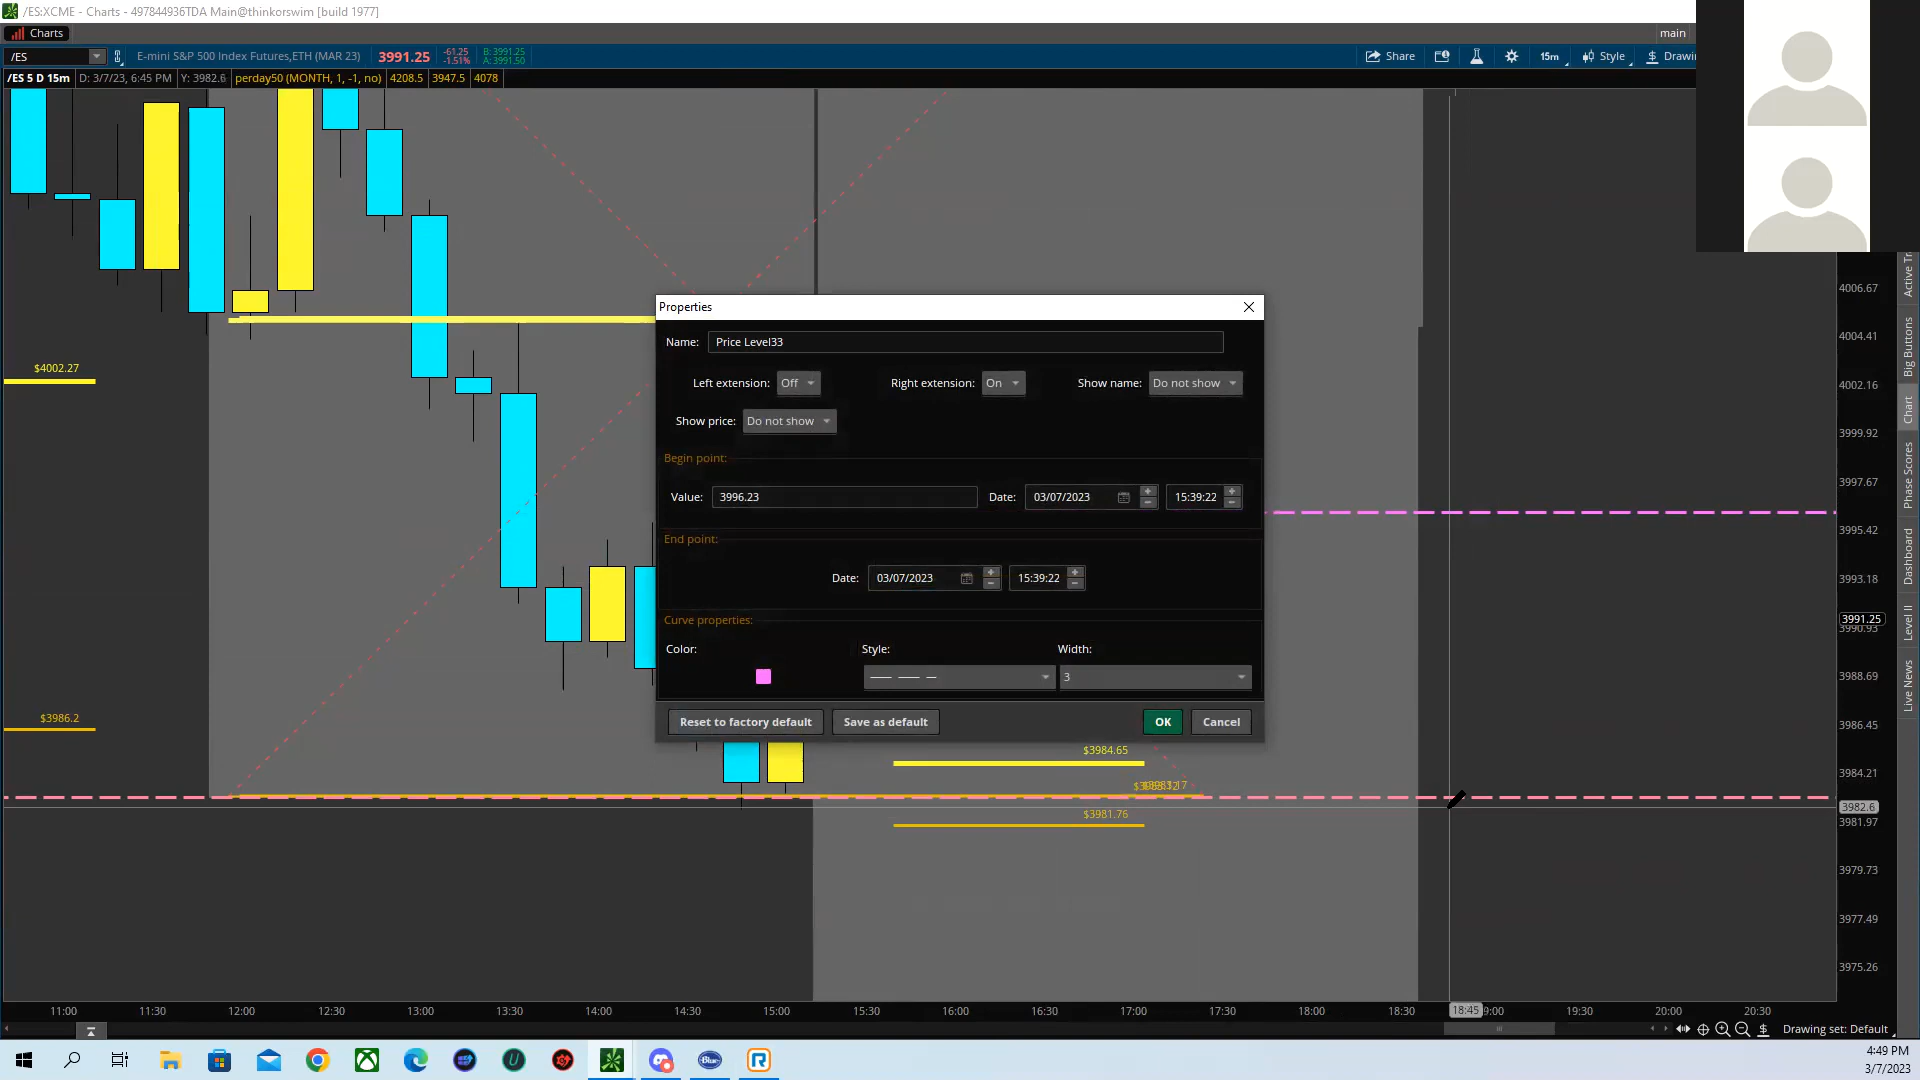 /ES:XCME - Charts - 497844936TDA Main@thinkorswim [build 1977]
Charts
main
/ES
E-mini S&P 500 Index Futures,ETH (MAR 23)
3991.25
-61.25
-1.51%
B: 3991.25
A: 3991.50
Share
15m
Style
Drawin
/ES 5 D 15m
D: 3/7/23, 6:45 PM
Y: 3982.6
perday50 (MONTH, 1, -1, no)
4208.5
3947.5
4078
$4002.27
$3986.2
Properties
Name:
Price Level33
Left extension:
Off
Right extension:
On
Show name:
Do not show
Show price:
Do not show
Begin point:
Value:
3996.23
Date:
03/07/2023
15:39:22
End point:
Date:
03/07/2023
15:39:22
Curve properties:
Color:
Style:
Width:
3
Reset to factory default
Save as default
OK
Cancel
$3984.65
$3981.76
4006.67
4004.41
4002.16
3999.92
3997.67
3995.42
3993.18
3991.25
3990.93
3988.69
3986.45
3984.21
3982.6
3981.97
3979.73
3977.49
3975.26
Active Tr
Big Buttons
Chart
Phase Scores
Dashboard
Level II
Live News
11:00
11:30
12:00
12:30
13:00
13:30
14:00
14:30
15:00
15:30
16:00
16:30
17:00
17:30
18:00
18:30
18:45
9:00
19:30
20:00
20:30
Drawing set: Default
Blue
4:49 PM
3/7/2023